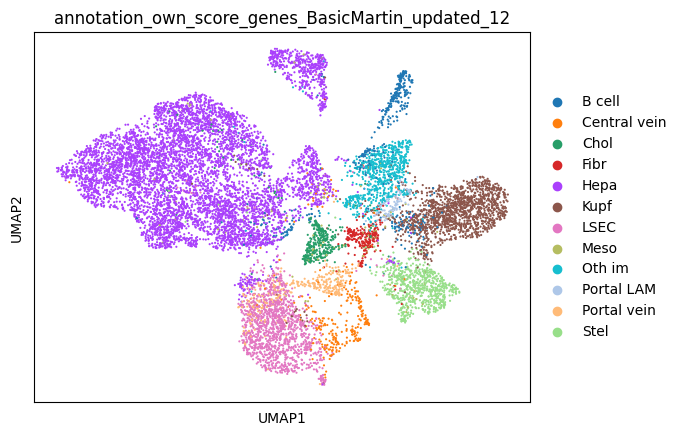 annotation_own_score_genes_BasicMartin_updated_12
UMAP2
UMAP1
B cell
Central vein
Chol
Fibr
Hepa
Kupf
LSEC
Meso
Oth im
Portal LAM
Portal vein
Stel